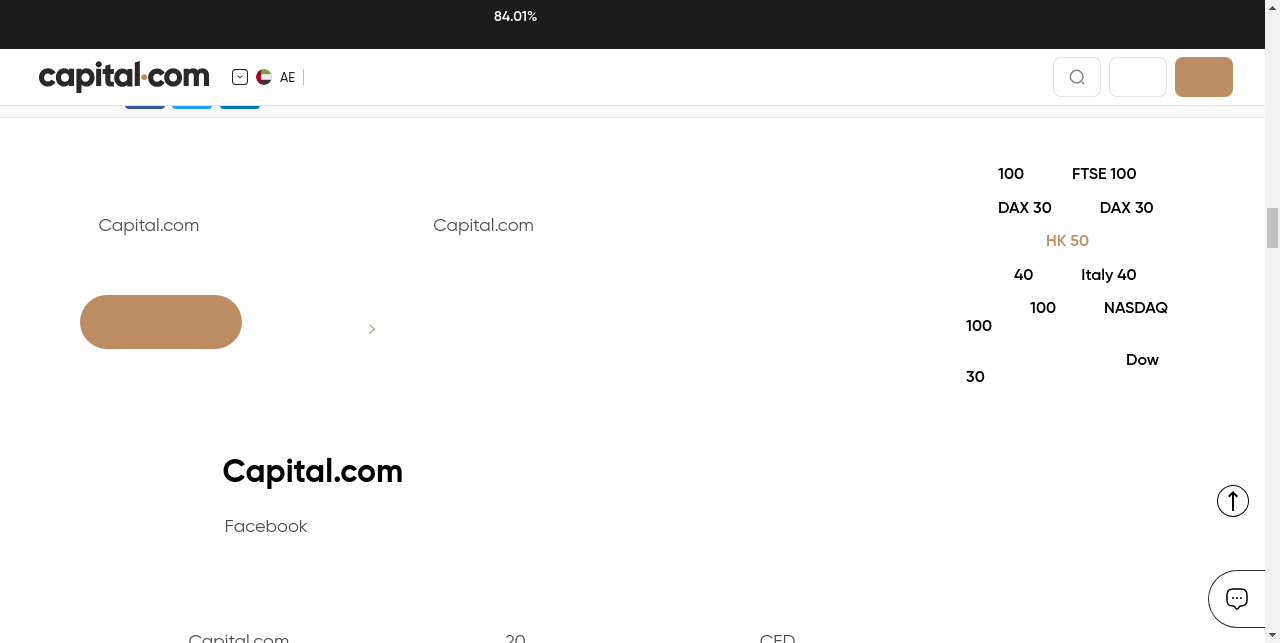 84.01%
capital.com
AE
100 FTSE 100
DAX 30 DAX 30
Capital.com Capital.com
HK 50
40 Italy 40
100 NASDAQ
100
Dow
30
Capital.com
Facebook
Capital.com 20 CFD